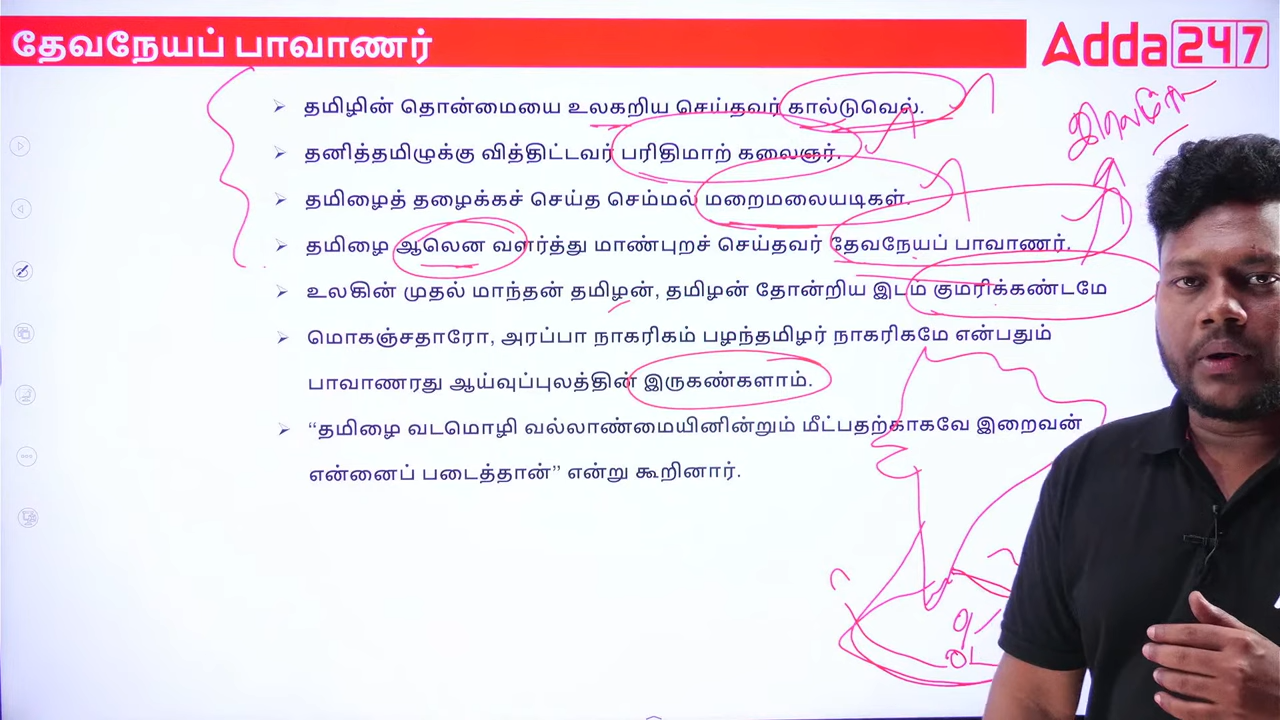 தேவநேயப் பாவாணர்
Adda247
தமிழின் தொன்மையை உலகறிய செய்தவர் கால்டுவெல்.
தனித்தமிழுக்கு வித்திட்டவர் பரிதிமாற் கலைஞர்.
தமிழைத் தழைக்கச் செய்த செம்மல் மறைமலையடிகள்.
தமிழை ஆலென வளர்த்து மாண்புறச் செய்தவர் தேவநேயப் பாவாணர்.
உலகின் முதல் மாந்தன் தமிழன், தமிழன் தோன்றிய இடம் குமரிக்கண்டமே
மொகஞ்சதாரோ, அரப்பா நாகரிகம் பழந்தமிழர் நாகரிகமே என்பதும்
பாவாணரது ஆய்வுப்புலத்தின் இருகண்களாம்.
“தமிழை வடமொழி வல்லாண்மையினின்றும் மீட்பதற்காகவே இறைவன்
என்னைப் படைத்தான்” என்று கூறினார்.